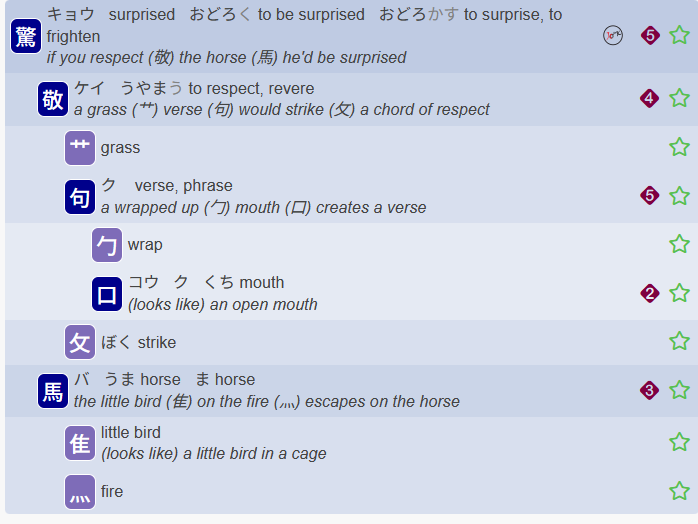 驚 キョウ surprised おどろく to be surprised おどろかす to surprise, to
frighten 5
if you respect (敬) the horse (馬) he'd be surprised
敬 ケイ うやまう to respect, revere 4
a grass (艹) verse (句) would strike (攵) a chord of respect
艹 grass
句 ク verse, phrase 5
a wrapped up (勹) mouth (口) creates a verse
勹 wrap
口 コウ ク くち mouth 2
(looks like) an open mouth
攵 ぼく strike
馬 バ うま horse ま horse 3
the little bird (隹) on the fire (灬) escapes on the horse
隹 little bird
(looks like) a little bird in a cage
灬 fire